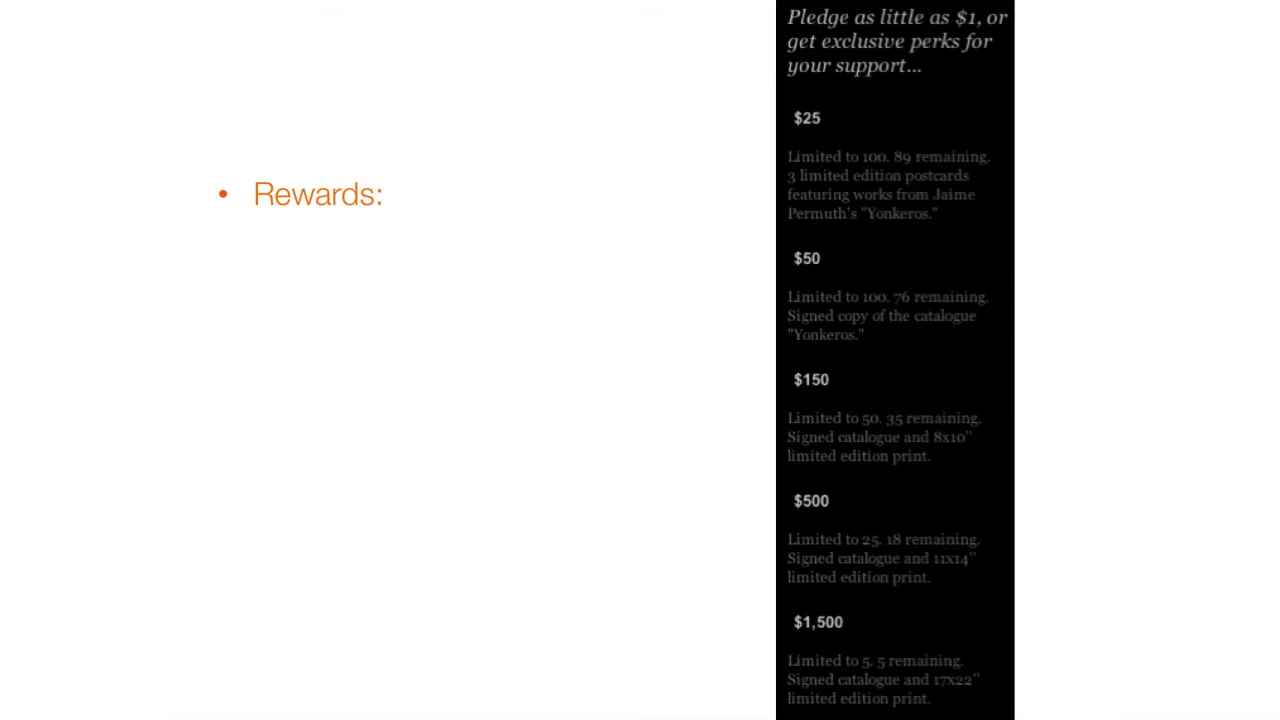 • Rewards:
Pledge as little as $1, or
get exclusive perks for
your support...
$25
Limited to 100. 89 remaining.
3 limited edition postcards
featuring works from Jaime
Permuth's "Yonkeros."
$50
Limited to 100. 76 remaining.
Signed copy of the catalogue
"Yonkeros."
$150
Limited to 50. 35 remaining.
Signed catalogue and 8x10"
limited edition print.
$500
Limited to 25. 18 remaining.
Signed catalogue and 11x14"
limited edition print.
$1,500
Limited to 5. 5 remaining.
Signed catalogue and 17x22"
limited edition print.